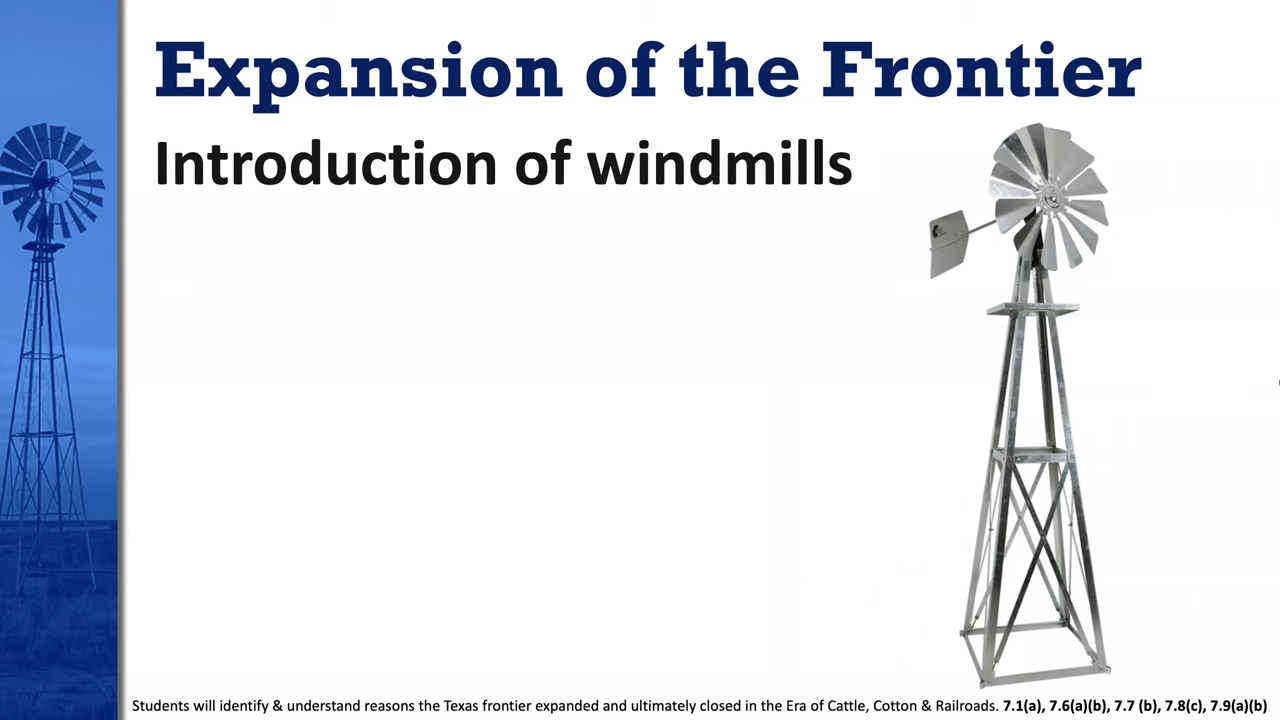 Expansion of the Frontier
Introduction of windmills
Students will identify & understand reasons the Texas frontier expanded and ultimately closed in the Era of Cattle, Cotton & Railroads. 7.1(a), 7.6(a)(b), 7.7 (b), 7.8(c), 7.9(a)(b)